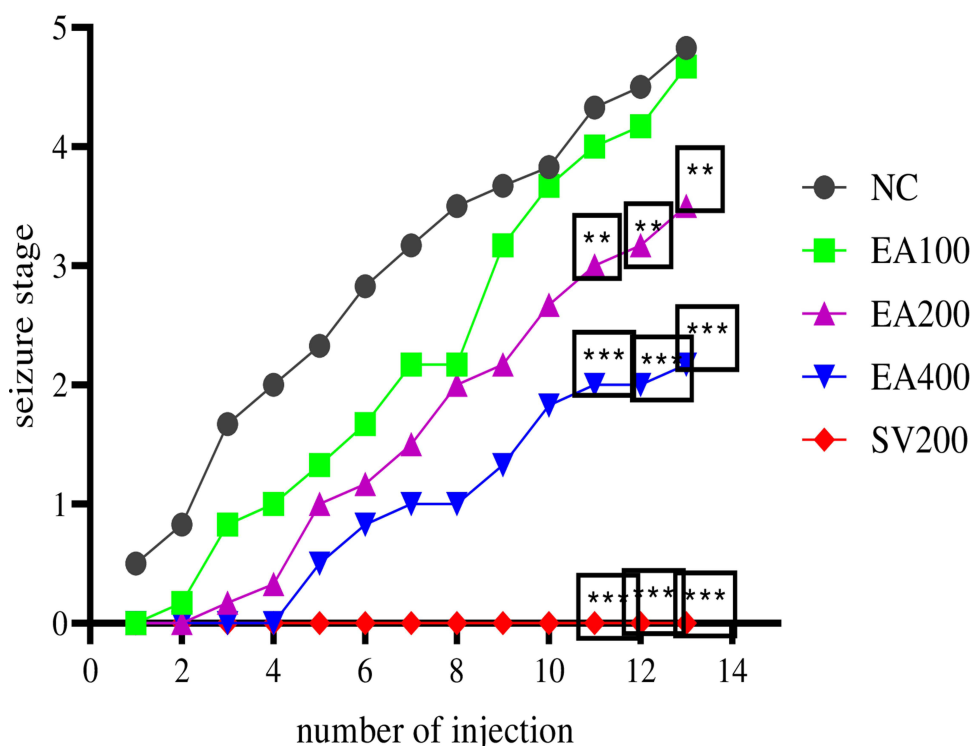 5
4
3
2
1
0
seizure stage
0 2 4 6 8 10 12 14
number of injection
** ** **
*** *** ***
*** *** ***
NC
EA100
EA200
EA400
SV200